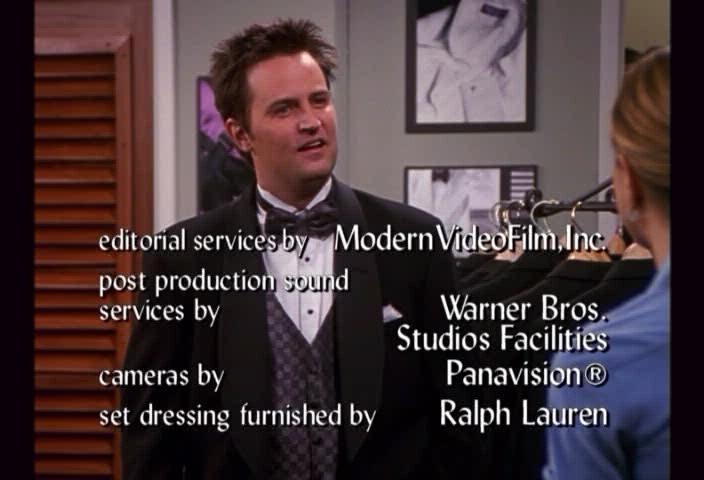 editorial services by ModernVideoFilm, Inc.
post production sound
services by Warner Bros.
Studios Facilities
cameras by Panavision®
set dressing furnished by Ralph Lauren